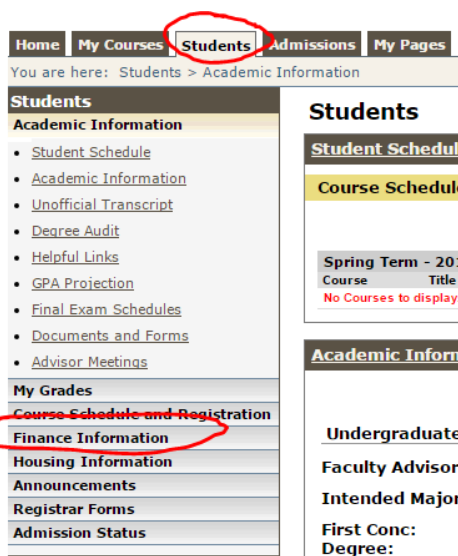 Home My Courses Students Admissions My Pages
You are here: Students > Academic Information
Students
Academic Information
Student Schedule
Academic Information
Unofficial Transcript
Degree Audit
Helpful Links
GPA Projection
Final Exam Schedules
Documents and Forms
Advisor Meetings
My Grades
Course Schedule and Registration
Finance Information
Housing Information
Announcements
Registrar Forms
Admission Status
Students
Student
Course
Spring Term - 20
Course Title
No Courses to display
Academic
Undergraduate
Faculty Advisor
Intended Major
First Conc:
Degree: